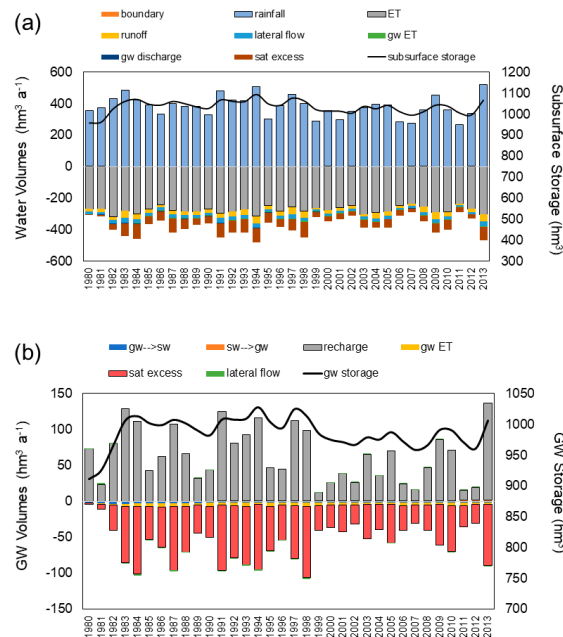 (a)
boundary rainfall ET
runoff lateral flow gw ET
gw discharge sat excess subsurface storage
Water Volumes (hm³ a⁻¹)
600
400
200
0
-200
-400
-600
1200
1100
1000
900
800
700
600
500
400
300
Subsurface Storage (hm³)
1980 1981 1982 1983 1984 1985 1986 1987 1988 1989 1990 1991 1992 1993 1994 1995 1996 1997 1998 1999 2000 2001 2002 2003 2004 2005 2006 2007 2008 2009 2010 2011 2012 2013
(b)
gw-->sw sw-->gw recharge gw ET
sat excess lateral flow gw storage
GW Volumes (hm³ a⁻¹)
150
100
50
0
-50
-100
-150
1050
1000
950
900
850
800
750
700
GW Storage (hm³)
1980 1981 1982 1983 1984 1985 1986 1987 1988 1989 1990 1991 1992 1993 1994 1995 1996 1997 1998 1999 2000 2001 2002 2003 2004 2005 2006 2007 2008 2009 2010 2011 2012 2013